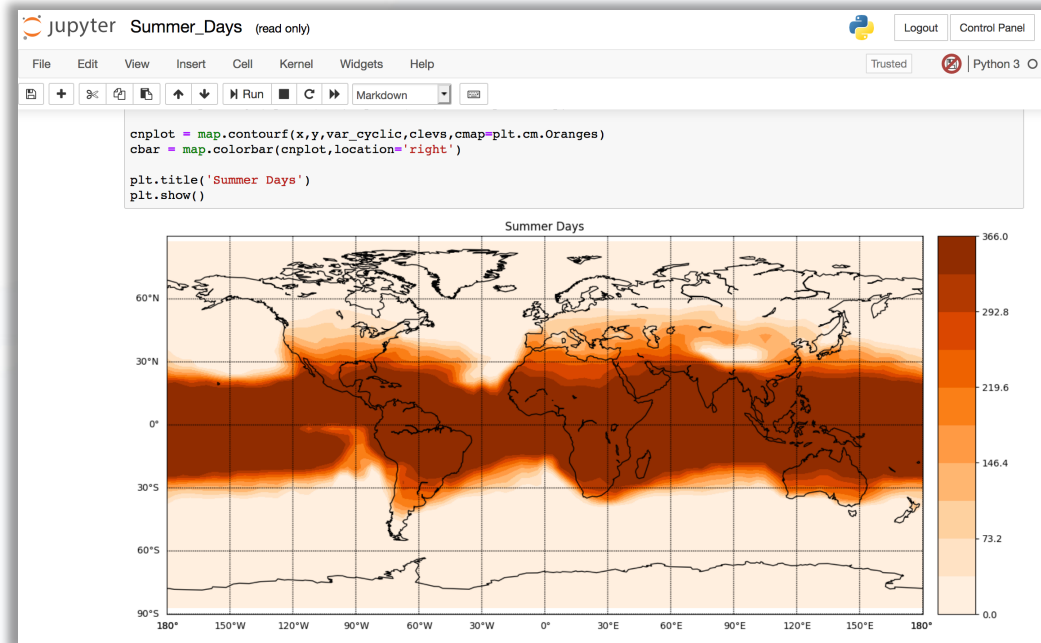 jupyter Summer_Days (read only)
Logout Control Panel
File Edit View Insert Cell Kernel Widgets Help
Trusted Python 3
Run Markdown
cnplot = map.contourf(x,y,var_cyclic,clevs,cmap=plt.cm.Oranges)
cbar = map.colorbar(cnplot,location='right')
plt.title('Summer Days')
plt.show()
Summer Days
366.0
60°N
292.8
30°N
219.6
0°
146.4
30°S
73.2
60°S
90°S
0.0
180° 150°W 120°W 90°W 60°W 30°W 0° 30°E 60°E 90°E 120°E 150°E 180°